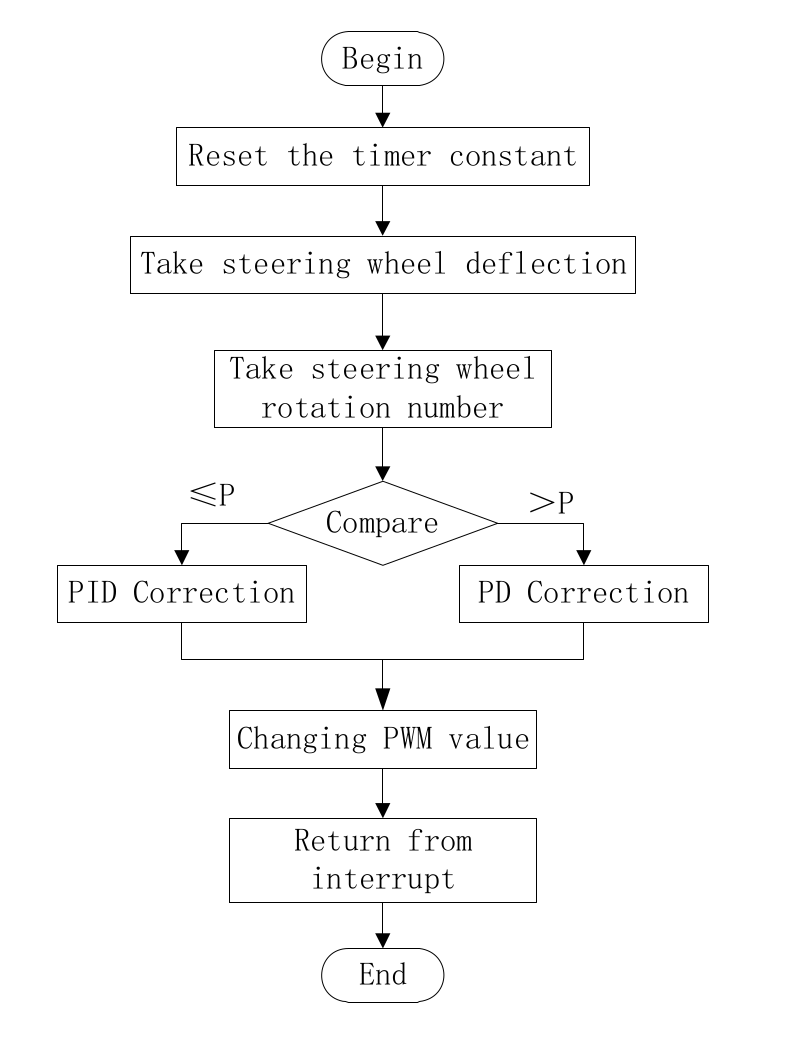 Begin
Reset the timer constant
Take steering wheel deflection
Take steering wheel
rotation number
≤P
>P
Compare
PID Correction
PD Correction
Changing PWM value
Return from
interrupt
End